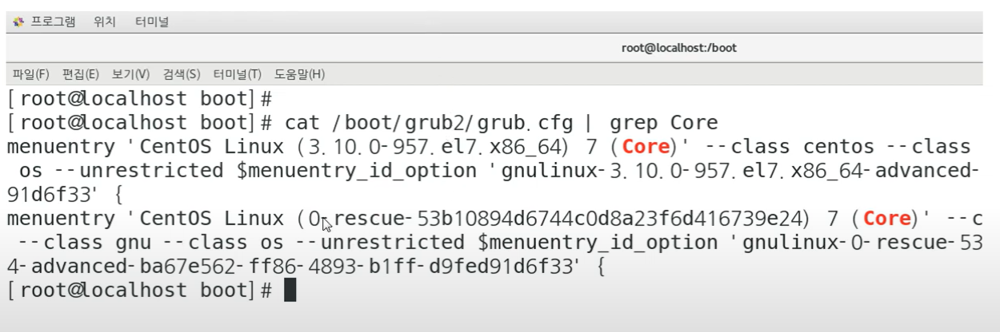 프로그램 위치 터미널
root@localhost:/boot
파일(F) 편집(E) 보기(V) 검색(S) 터미널(T) 도움말(H)
[root@localhost boot]#
[root@localhost boot]# cat /boot/grub2/grub.cfg | grep Core
menuentry 'CentOS Linux (3.10.0-957.el7.x86_64) 7 (Core)' --class centos --class
os --unrestricted $menuentry_id_option 'gnulinux-3.10.0-957.el7.x86_64-advanced-
91d6f33' {
menuentry 'CentOS Linux (0-rescue-53b10894d6744c0d8a23f6d416739e24) 7 (Core)' --c
--class gnu --class os --unrestricted $menuentry_id_option 'gnulinux-0-rescue-53
4-advanced-ba67e562-ff86-4893-b1ff-d9fed91d6f33' {
[root@localhost boot]#